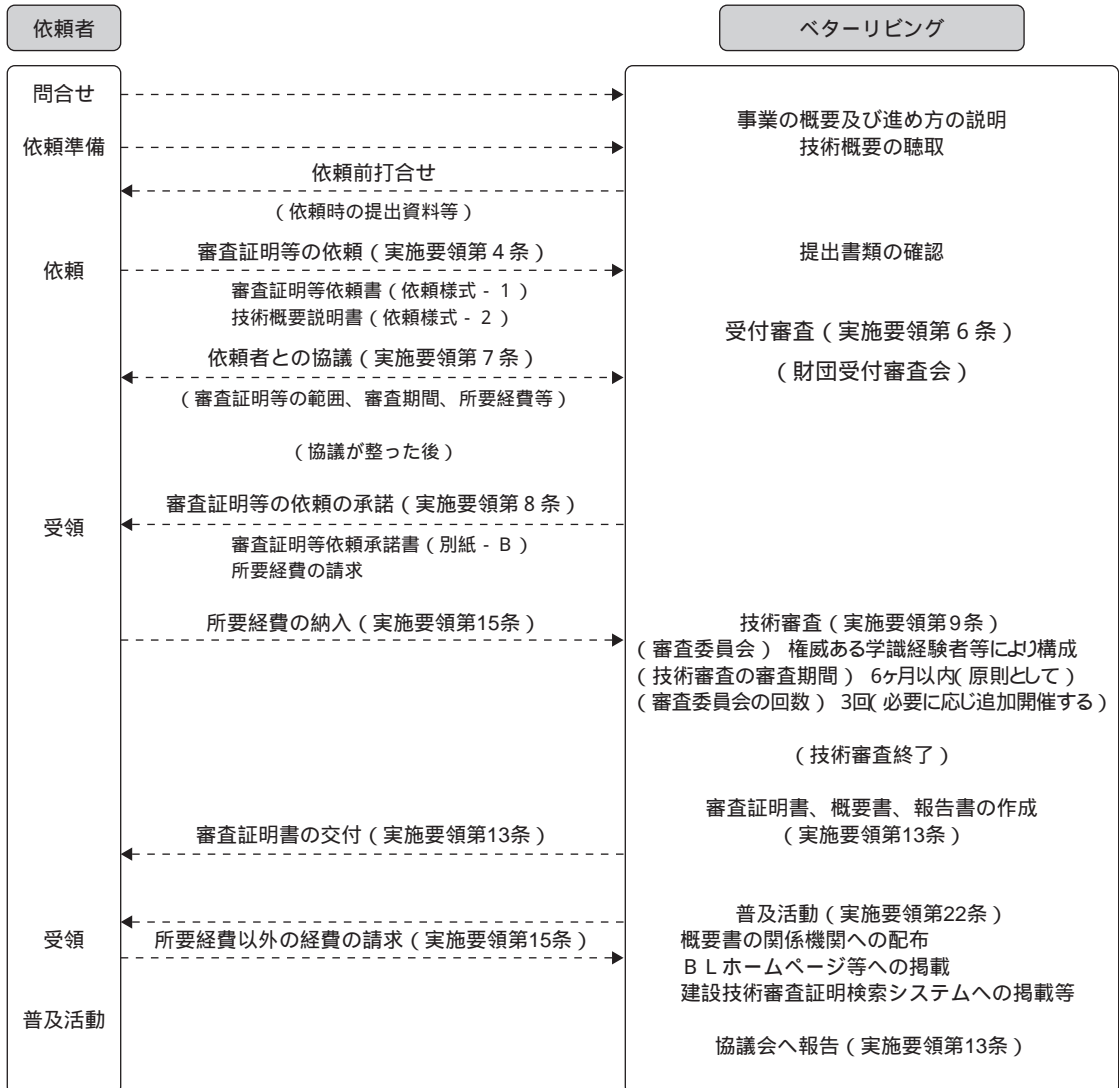 依頼者
ベターリビング
問合せ
事業の概要及び進め方の説明
依頼準備
技術概要の聴取
依頼前打合せ
（依頼時の提出資料等）
審査証明等の依頼（実施要領第４条）
提出書類の確認
依頼
審査証明等依頼書（依頼様式 - １）
技術概要説明書（依頼様式 - ２）
受付審査（実施要領第６条）
依頼者との協議（実施要領第７条）
（財団受付審査会）
（審査証明等の範囲、審査期間、所要経費等）
（協議が整った後）
審査証明等の依頼の承諾（実施要領第８条）
受領
審査証明等依頼承諾書（別紙 - Ｂ）
所要経費の請求
所要経費の納入（実施要領第15条）
技術審査（実施要領第9条）
（審査委員会） 権威ある学識経験者等により構成
（技術審査の審査期間） 6ヶ月以内（原則として）
（審査委員会の回数） 3回（必要に応じ追加開催する）
（技術審査終了）
審査証明書、概要書、報告書の作成
（実施要領第13条）
審査証明書の交付（実施要領第13条）
普及活動（実施要領第22条）
受領
所要経費以外の経費の請求（実施要領第15条）
概要書の関係機関への配布
ＢＬホームページ等への掲載
建設技術審査証明検索システムへの掲載等
普及活動
協議会へ報告（実施要領第13条）